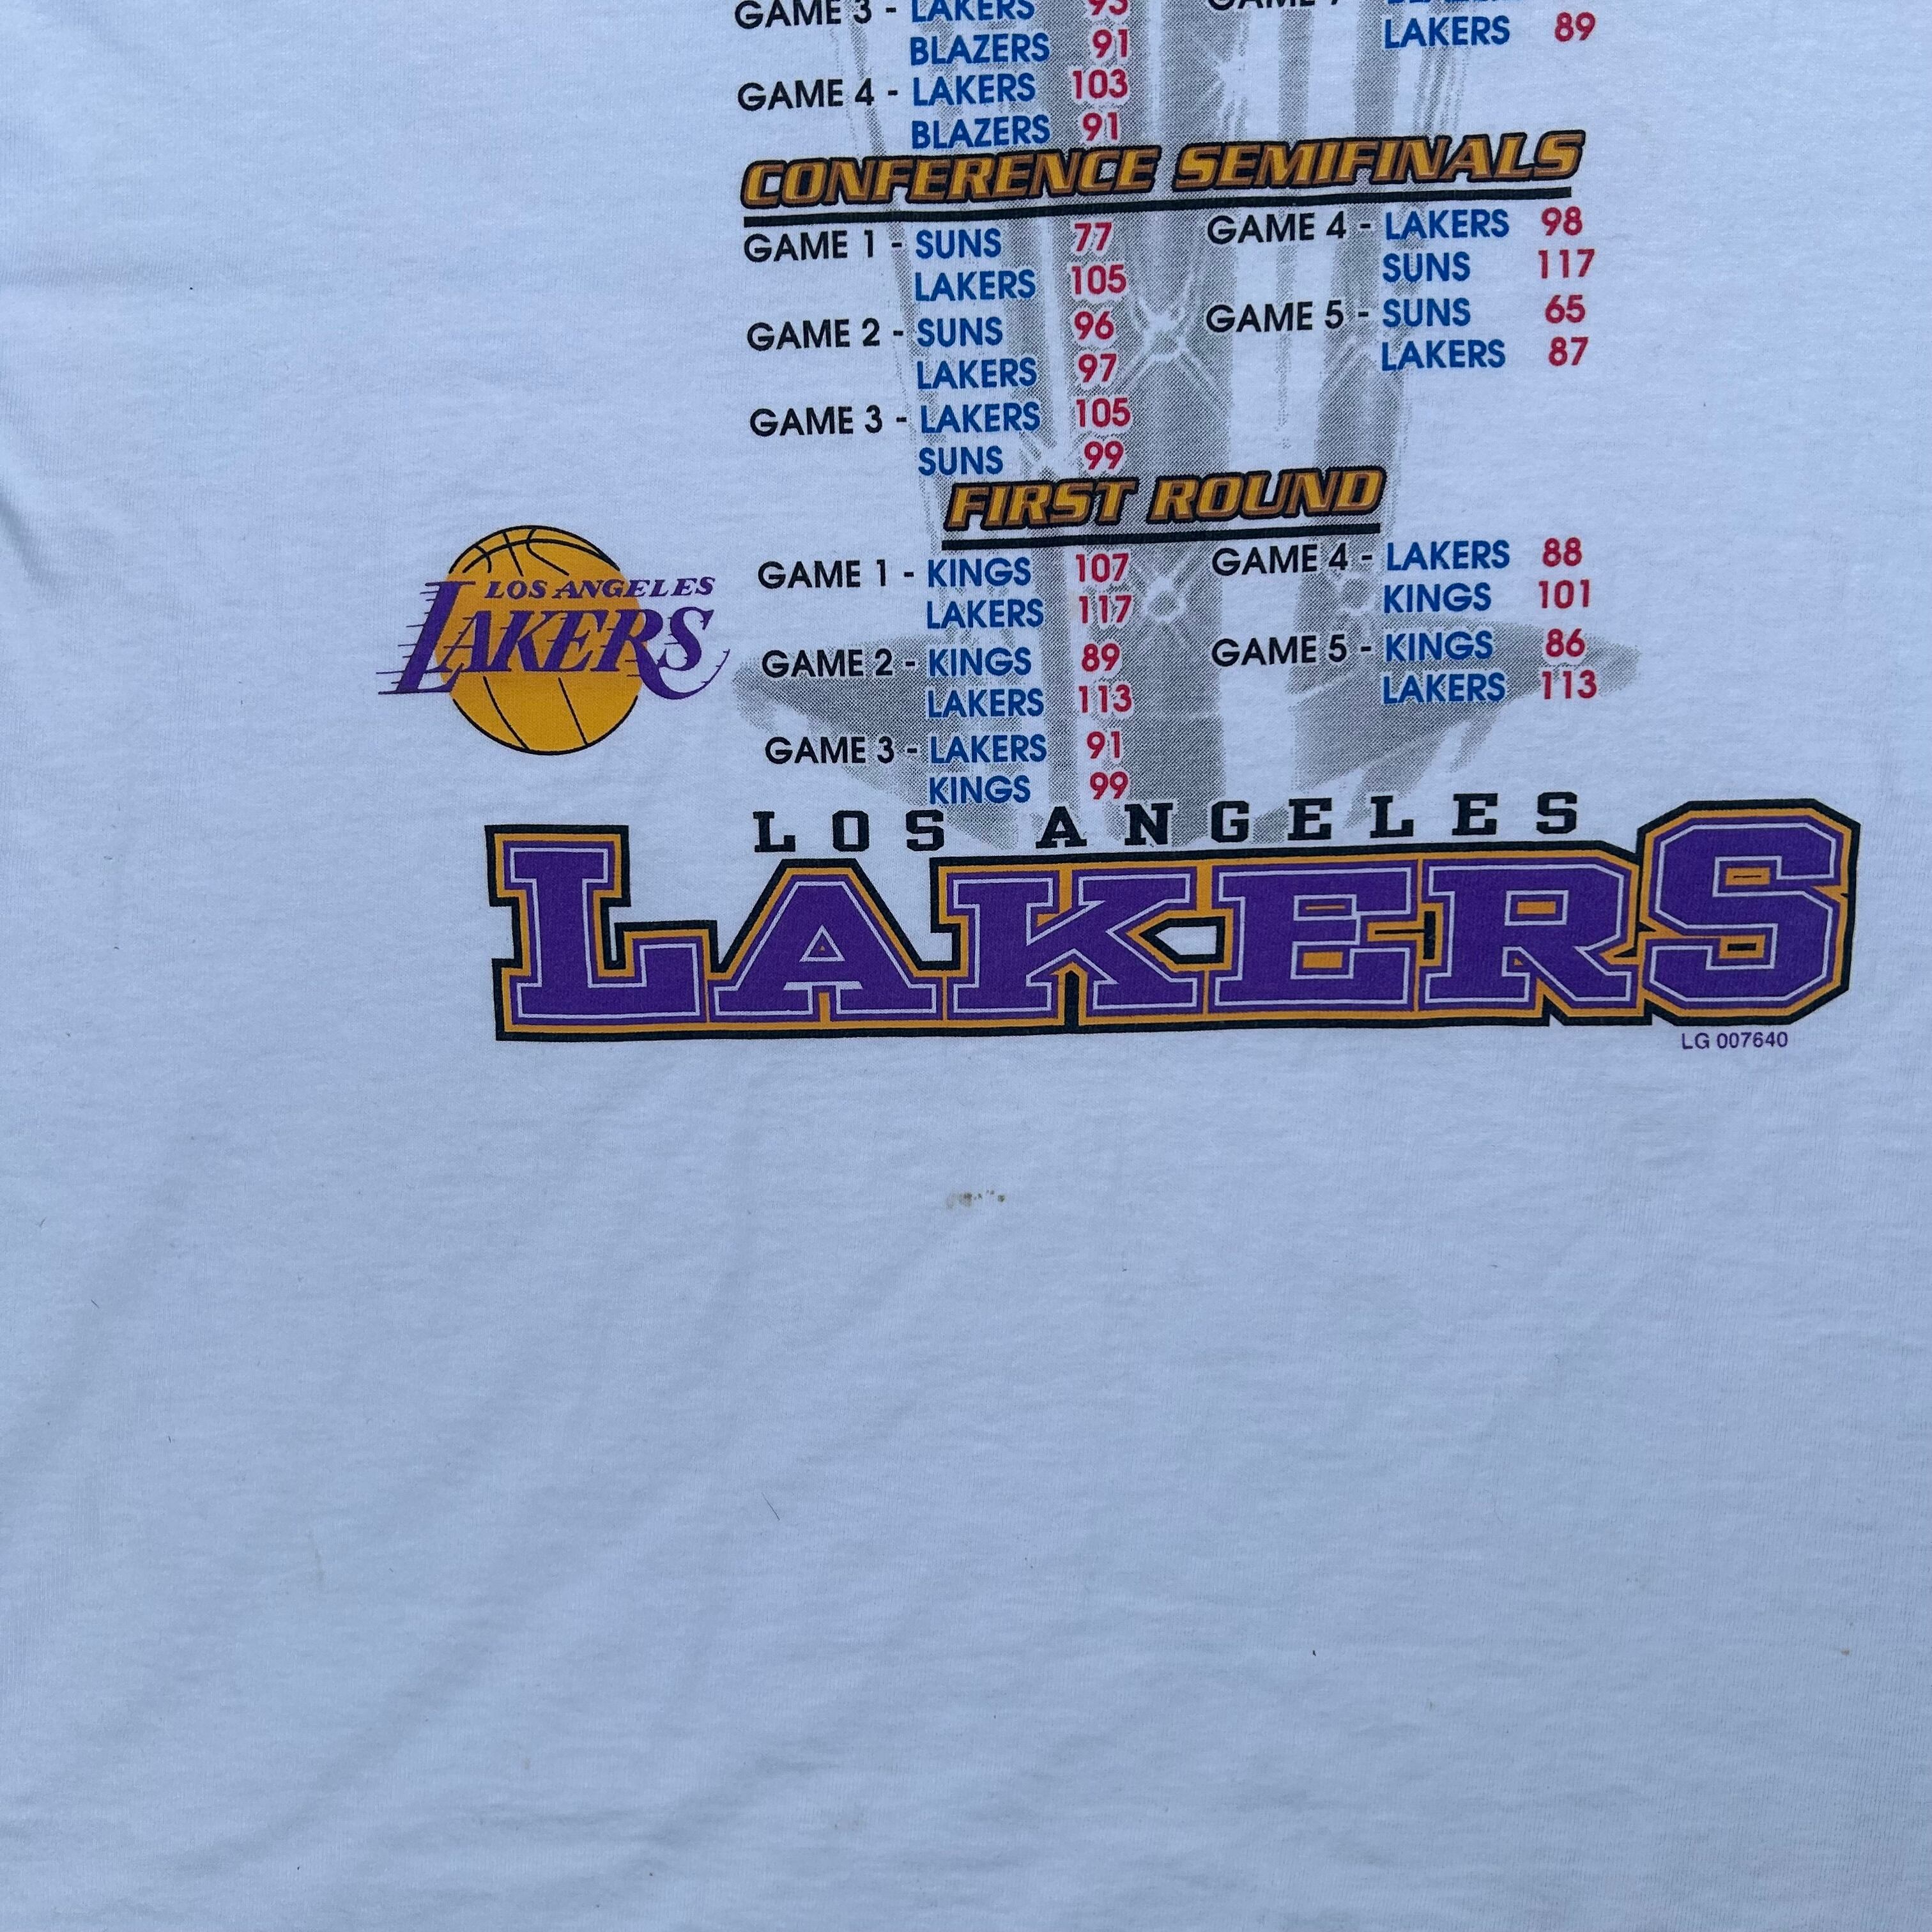 GAME 3 - LAKERS 93
BLAZERS 91
GAME 4 - LAKERS 103
BLAZERS 91
LAKERS 89
CONFERENCE SEMIFINALS
GAME 1 - SUNS 77
LAKERS 105
GAME 2 - SUNS 96
LAKERS 97
GAME 3 - LAKERS 105
SUNS 99
GAME 4 - LAKERS 98
SUNS 117
GAME 5 - SUNS 65
LAKERS 87
FIRST ROUND
GAME 1 - KINGS 107
LAKERS 117
GAME 2 - KINGS 89
LAKERS 113
GAME 3 - LAKERS 91
KINGS 99
GAME 4 - LAKERS 88
KINGS 101
GAME 5 - KINGS 86
LAKERS 113
LOS ANGELES
LAKERS
LOS ANGELES
LAKERS
LG 007640